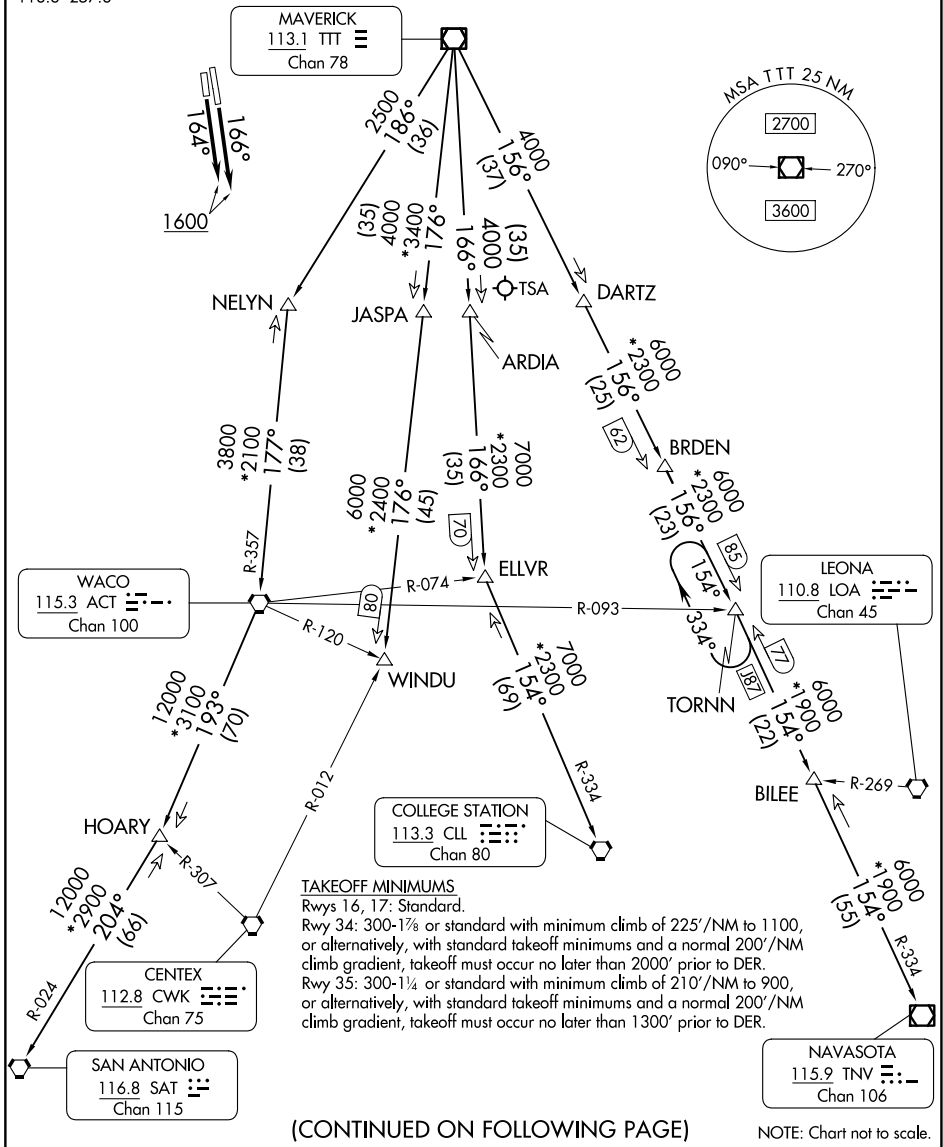 MAVERICK
113.1 TTT
Chan 78
164°
166°
1600
MSA TTT 25 NM
2700
090°
270°
3600
2500
186°
(36)
(35)
4000
*3400
176°
(35)
4000
166°
4000
156°
(37)
TSA
NELYN
JASPA
ARDIA
DARTZ
3800
*2100
177°
(38)
6000
*2400
176°
(45)
7000
*2300
166°
(35)
6000
*2300
156°
(25)
62
BRDEN
6000
*2300
156°
(23)
70
85
R-357
WACO
115.3 ACT
Chan 100
R-074
ELLVR
80
R-093
R-120
WINDU
154°
334°
J87
77
TORNN
LEONA
110.8 LOA
Chan 45
12000
*3100
193°
(70)
7000
*2300
154°
(69)
6000
*1900
154°
(22)
BILEE
R-269
R-012
HOARY
R-307
COLLEGE STATION
113.3 CLL
Chan 80
R-334
12000
*2900
204°
(66)
R-024
CENTEX
112.8 CWK
Chan 75
SAN ANTONIO
116.8 SAT
Chan 115
TAKEOFF MINIMUMS
Rwys 16, 17: Standard.
Rwy 34: 300-1⅞ or standard with minimum climb of 225'/NM to 1100,
or alternatively, with standard takeoff minimums and a normal 200'/NM
climb gradient, takeoff must occur no later than 2000' prior to DER.
Rwy 35: 300-1¼ or standard with minimum climb of 210'/NM to 900,
or alternatively, with standard takeoff minimums and a normal 200'/NM
climb gradient, takeoff must occur no later than 1300' prior to DER.
6000
*1900
154°
(55)
R-334
NAVASOTA
115.9 TNV
Chan 106
(CONTINUED ON FOLLOWING PAGE)
NOTE: Chart not to scale.